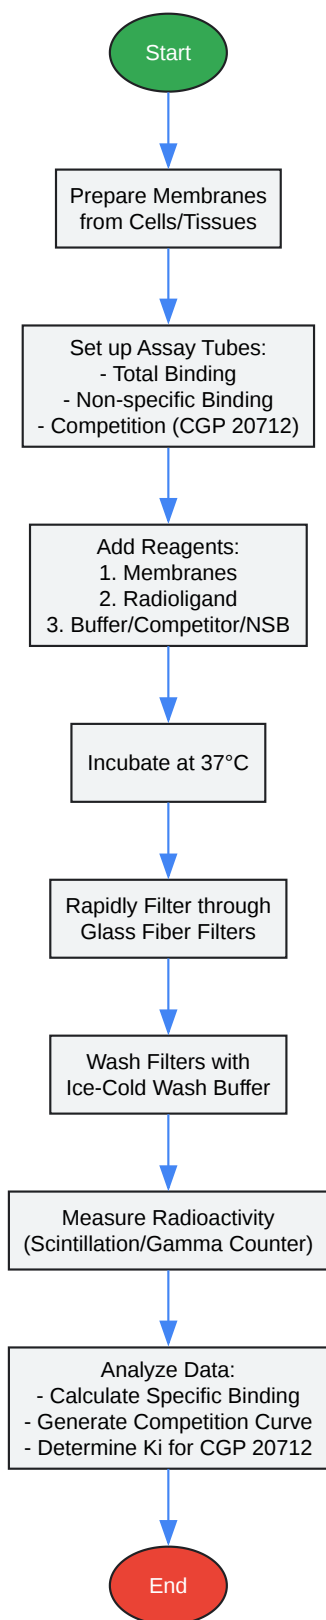 Start
Prepare Membranes
from Cells/Tissues
Set up Assay Tubes:
- Total Binding
- Non-specific Binding
- Competition (CGP 20712)
Add Reagents:
1. Membranes
2. Radioligand
3. Buffer/Competitor/NSB
Incubate at 37°C
Rapidly Filter through
Glass Fiber Filters
Wash Filters with
Ice-Cold Wash Buffer
Measure Radioactivity
(Scintillation/Gamma Counter)
Analyze Data:
- Calculate Specific Binding
- Generate Competition Curve
- Determine Ki for CGP 20712
End